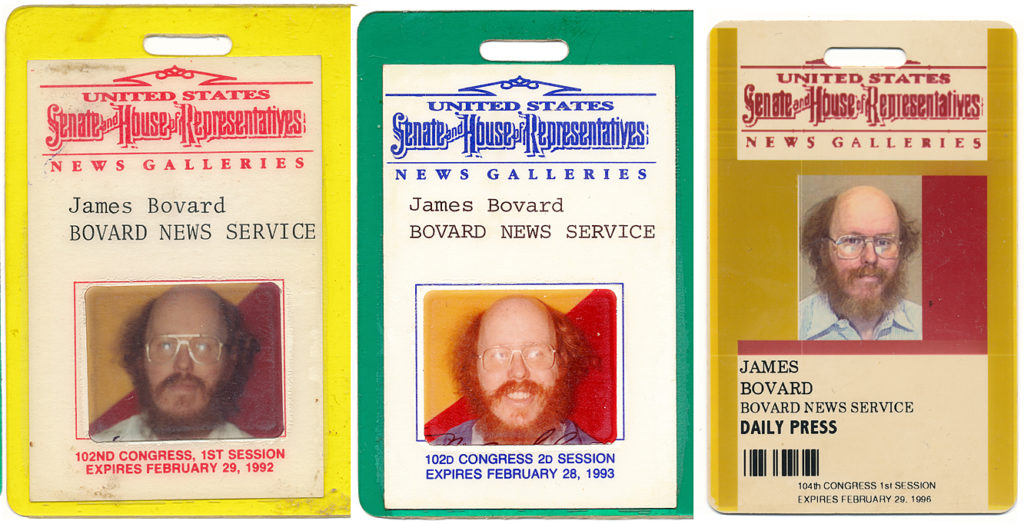 UNITED STATES
Senate and House of Representatives
NEWS GALLERIES
James Bovard
BOVARD NEWS SERVICE
102ND CONGRESS, 1ST SESSION
EXPIRES FEBRUARY 29, 1992
UNITED STATES
Senate and House of Representatives
NEWS GALLERIES
James Bovard
BOVARD NEWS SERVICE
102D CONGRESS 2D SESSION
EXPIRES FEBRUARY 28, 1993
UNITED STATES
Senate and House of Representatives
NEWS GALLERIES
JAMES
BOVARD
BOVARD NEWS SERVICE
DAILY PRESS
104th CONGRESS 1st SESSION
EXPIRES FEBRUARY 29. 1996